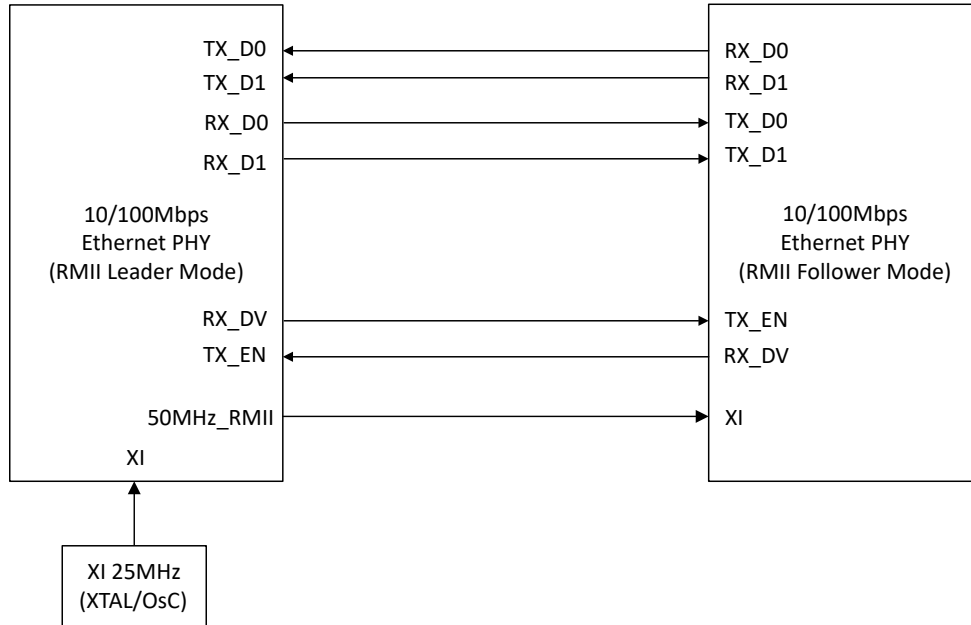 TX_D0
RX_D0
TX_D1
RX_D1
RX_D0
TX_D0
RX_D1
TX_D1
10/100Mbps
Ethernet PHY
(RMII Leader Mode)
10/100Mbps
Ethernet PHY
(RMII Follower Mode)
RX_DV
TX_EN
TX_EN
RX_DV
50MHz_RMII
XI
XI
XI 25MHz
(XTAL/OsC)